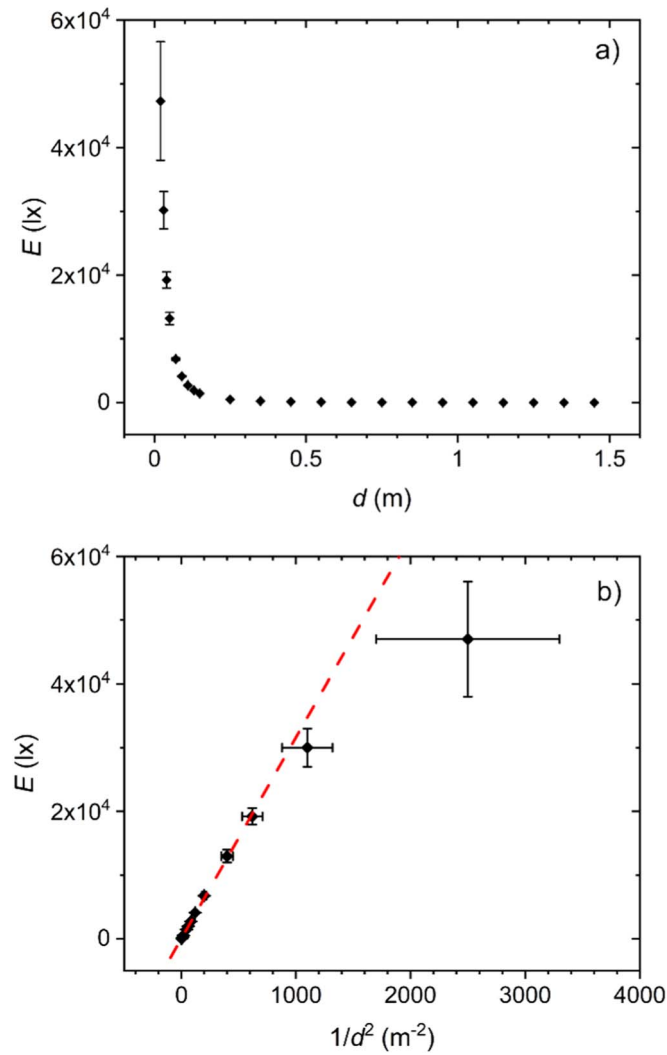 a)
6x10⁴
4x10⁴
2x10⁴
0
E (lx)
0 0.5 1 1.5
d (m)
b)
6x10⁴
4x10⁴
2x10⁴
0
E (lx)
0 1000 2000 3000 4000
1/d² (m⁻²)